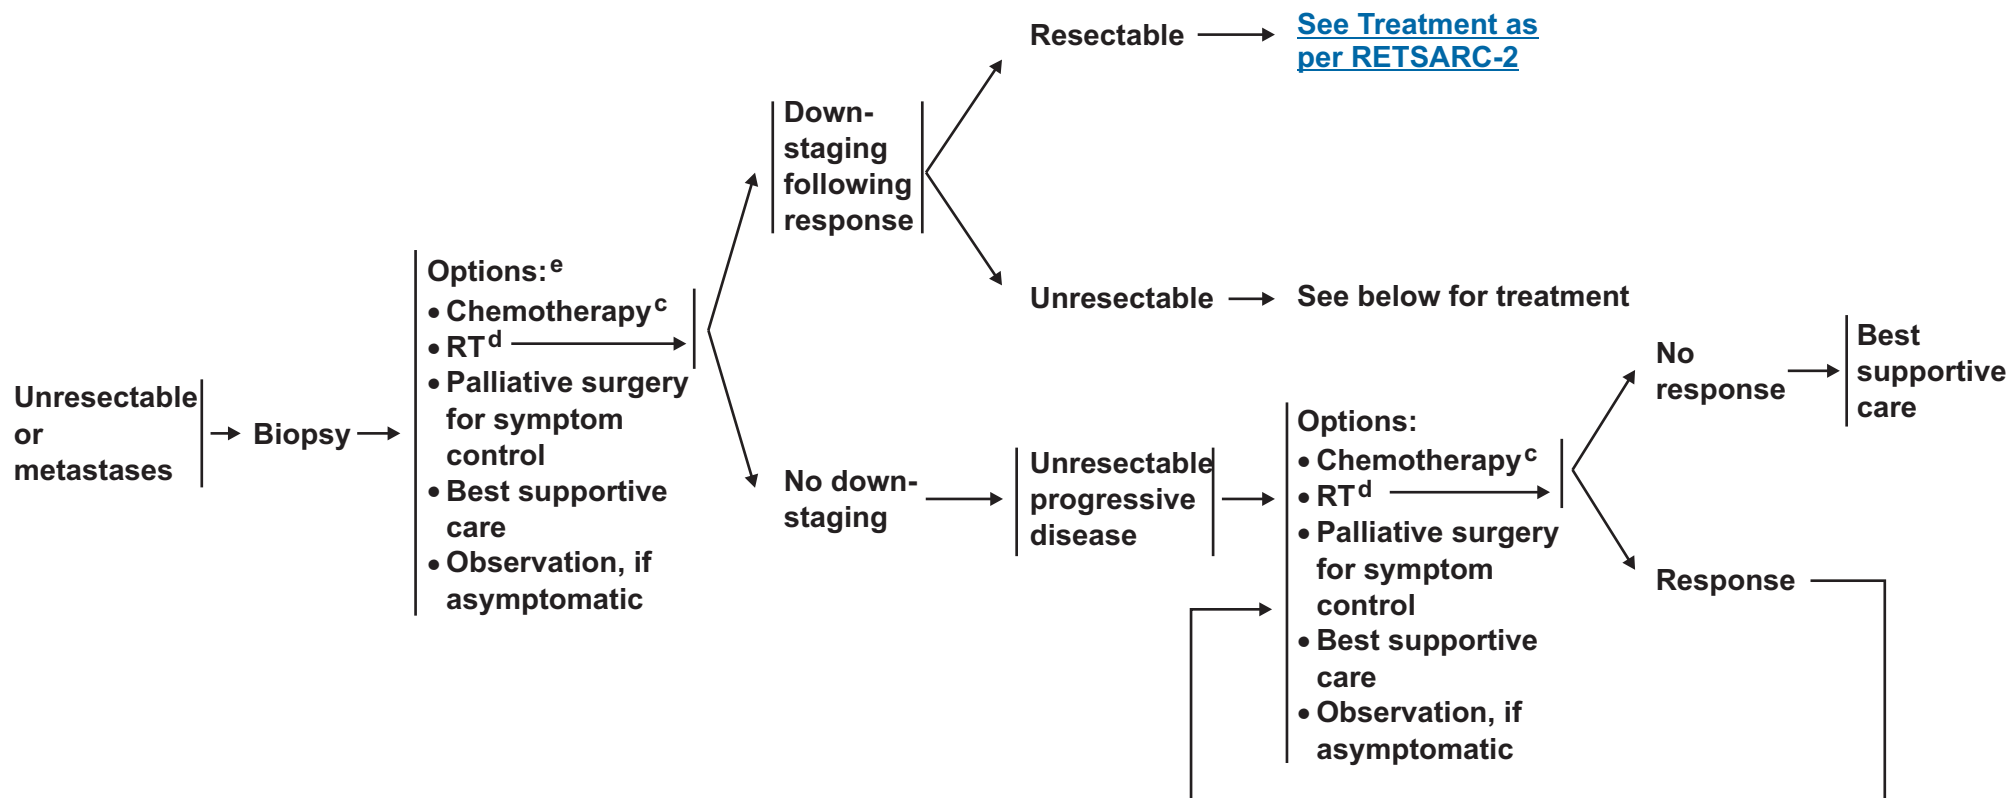 Unresectable
or
metastases
Biopsy
Options:e
• Chemotherapyc
• RTd
• Palliative surgery
for symptom
control
• Best supportive
care
• Observation, if
asymptomatic
Down-
staging
following
response
Resectable
See Treatment as
per RETSARC-2
Unresectable
See below for treatment
No down-
staging
Unresectable
progressive
disease
Options:
• Chemotherapyc
• RTd
• Palliative surgery
for symptom
control
• Best supportive
care
• Observation, if
asymptomatic
No
response
Best
supportive
care
Response